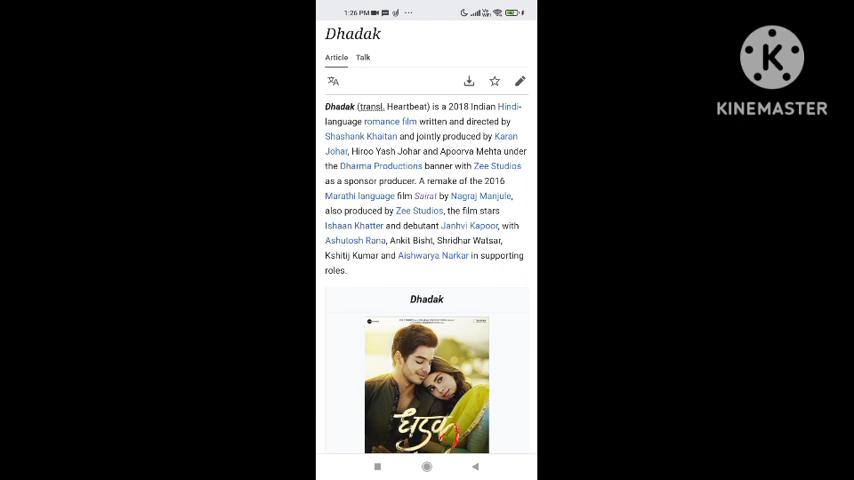 1:26 PM
Dhadak
Article Talk
Dhadak (transl. Heartbeat) is a 2018 Indian Hindi-
language romance film written and directed by
Shashank Khaitan and jointly produced by Karan
Johar, Hiroo Yash Johar and Apoorva Mehta under
the Dharma Productions banner with Zee Studios
as a sponsor producer. A remake of the 2016
Marathi language film Sairat by Nagraj Manjule,
also produced by Zee Studios, the film stars
Ishaan Khatter and debutant Janhvi Kapoor, with
Ashutosh Rana, Ankit Bisht, Shridhar Watsar,
Kshitij Kumar and Aishwarya Narkar in supporting
roles.
Dhadak
धड़क
K
KINEMASTER